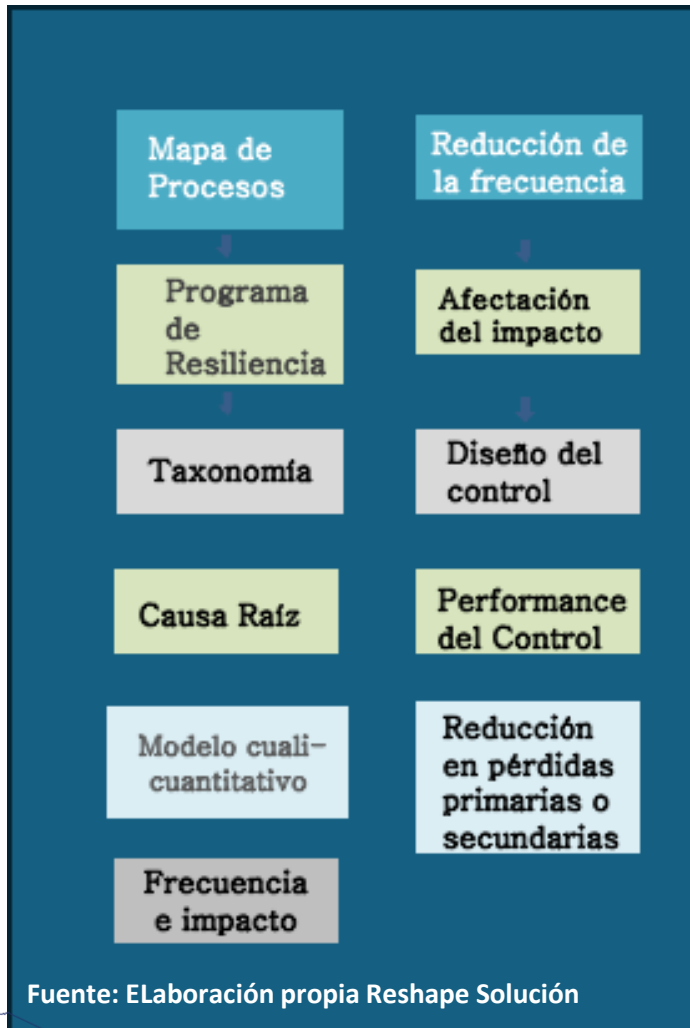 Mapa de
Procesos
Programa
de
Resiliencia
Taxonomía
Causa Raíz
Modelo cuali-
cuantitativo
Frecuencia
e impacto
Reducción de
la frecuencia
Afectación
del impacto
Diseño del
control
Performance
del Control
Reducción
en pérdidas
primarias o
secundarias
Fuente: ELaboración propia Reshape Solución